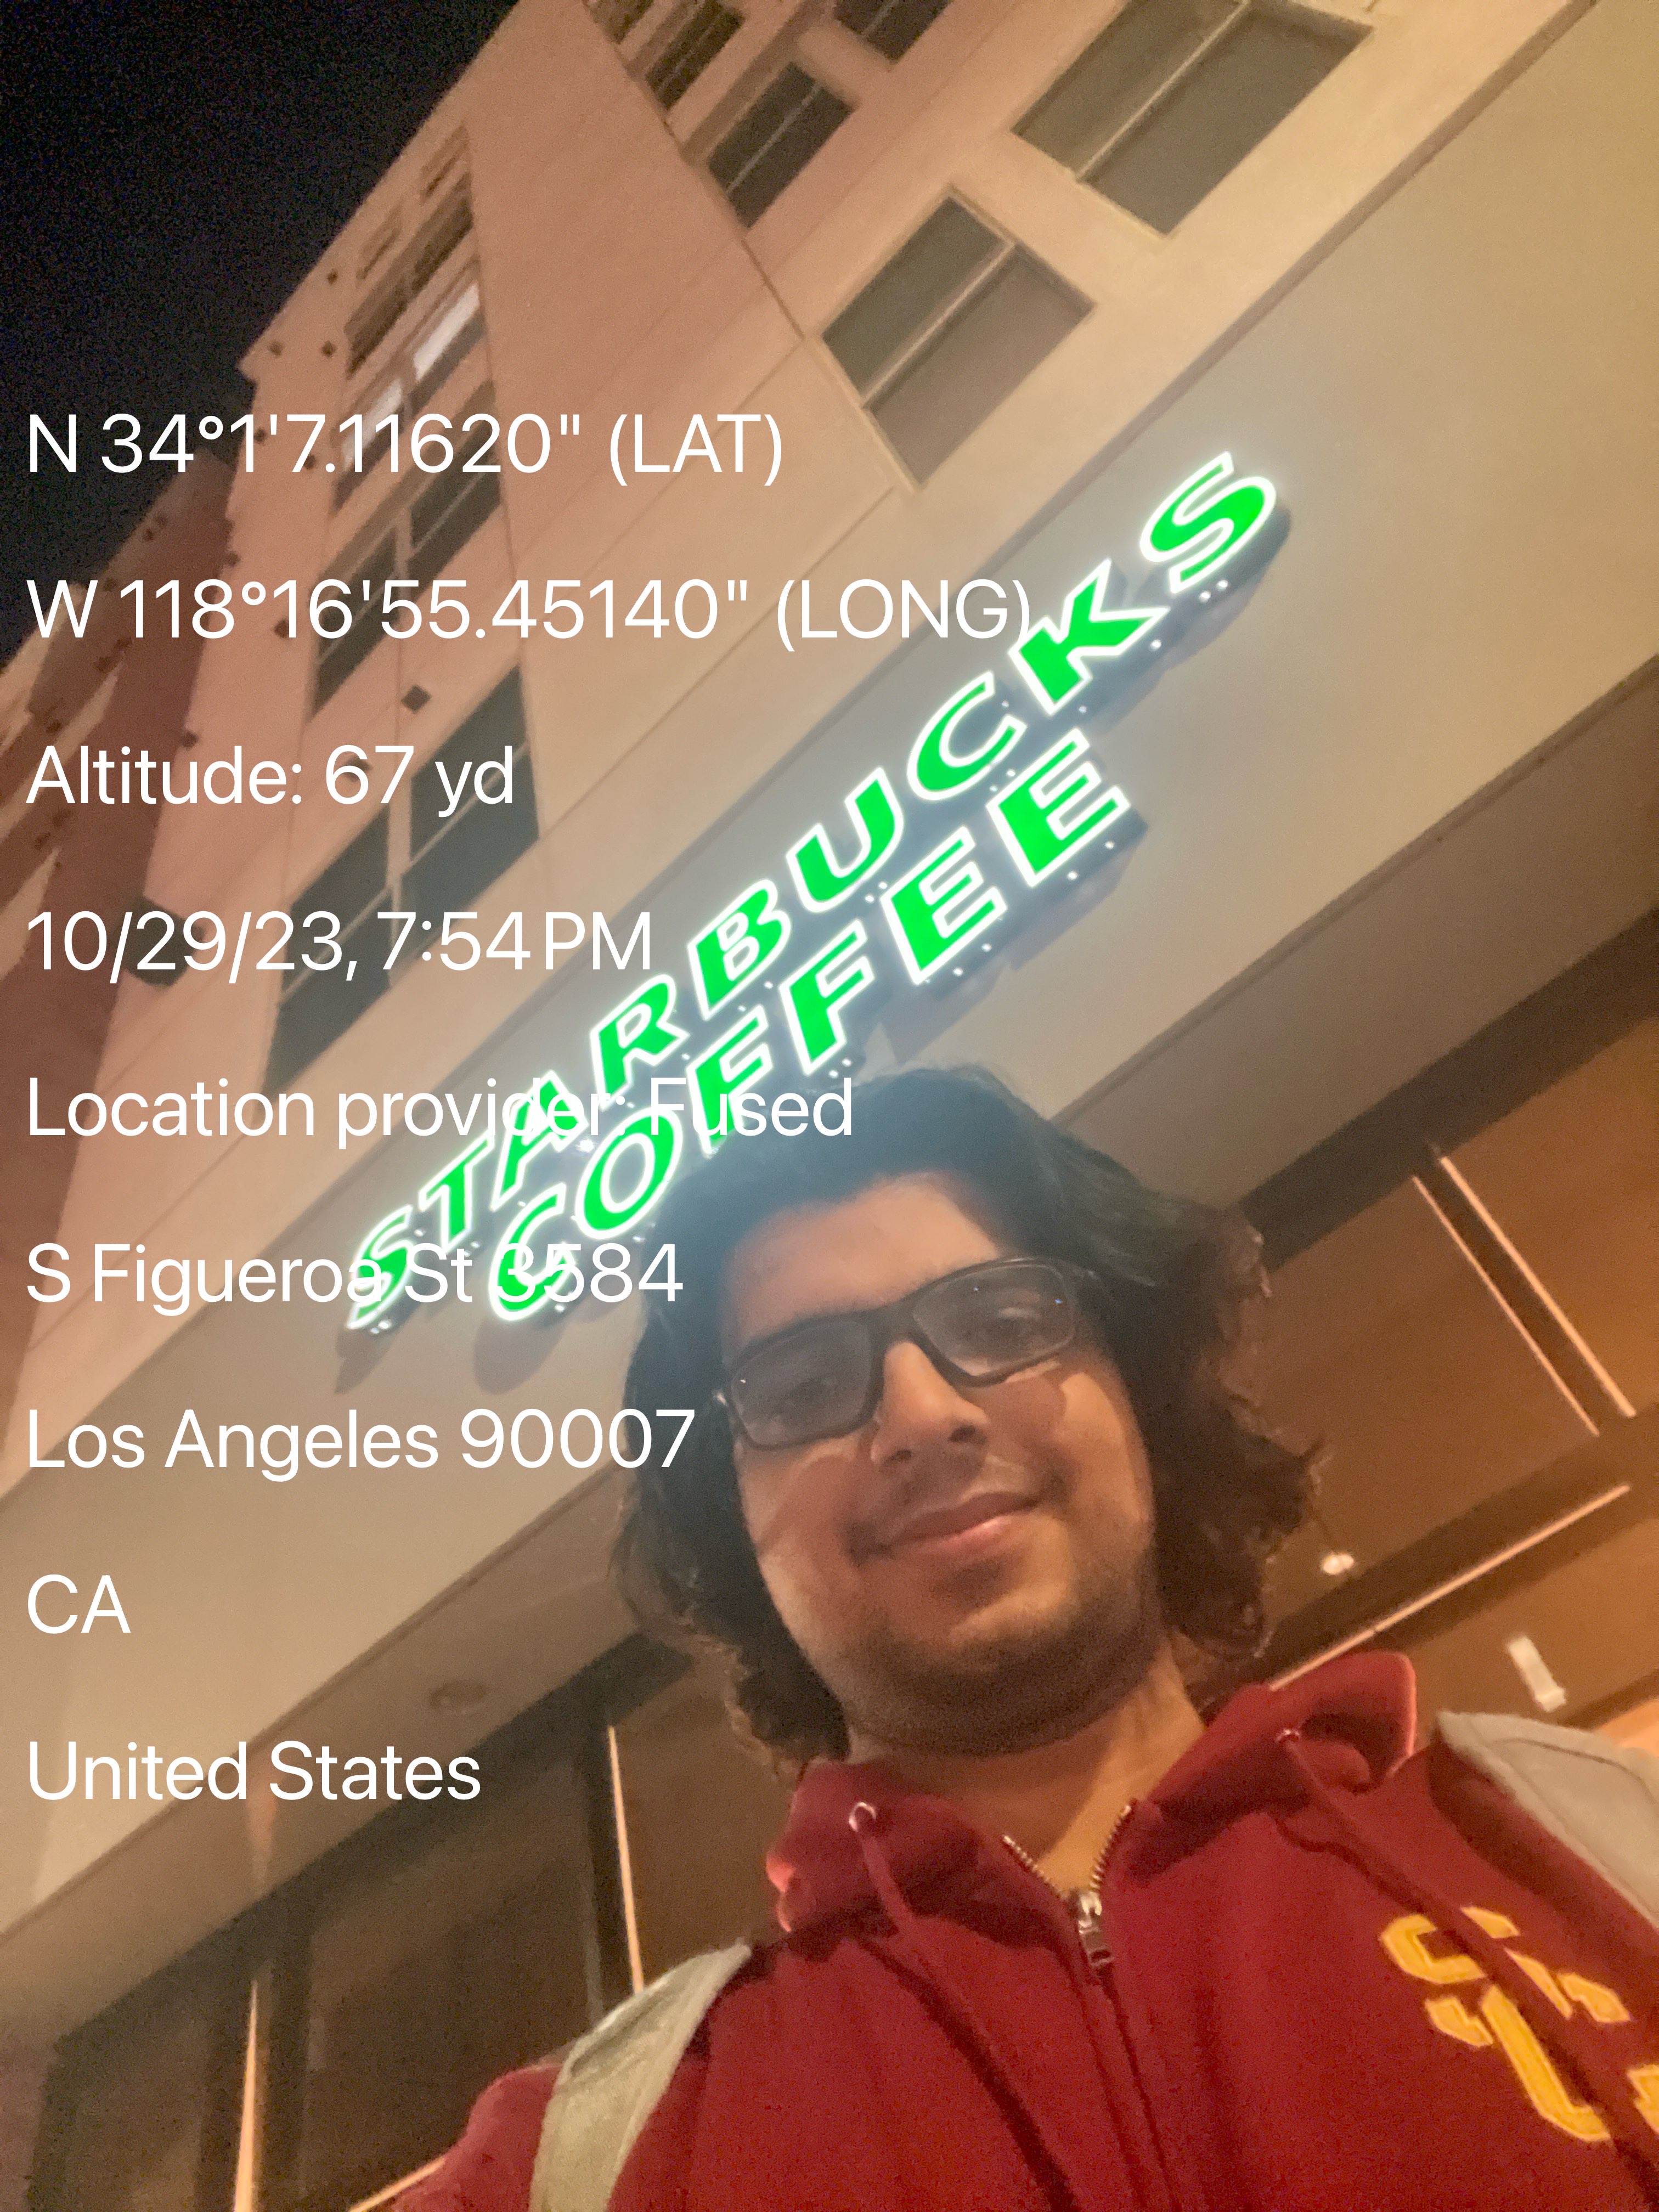 N 34°1'7.11620" (LAT)
W 118°16'55.45140" (LONG)
Altitude: 67 yd
10/29/23, 7:54 PM
Location provider: Fused
S Figueroa St 3584
Los Angeles 90007
CA
United States
STARBUCKS
COFFEE
SC